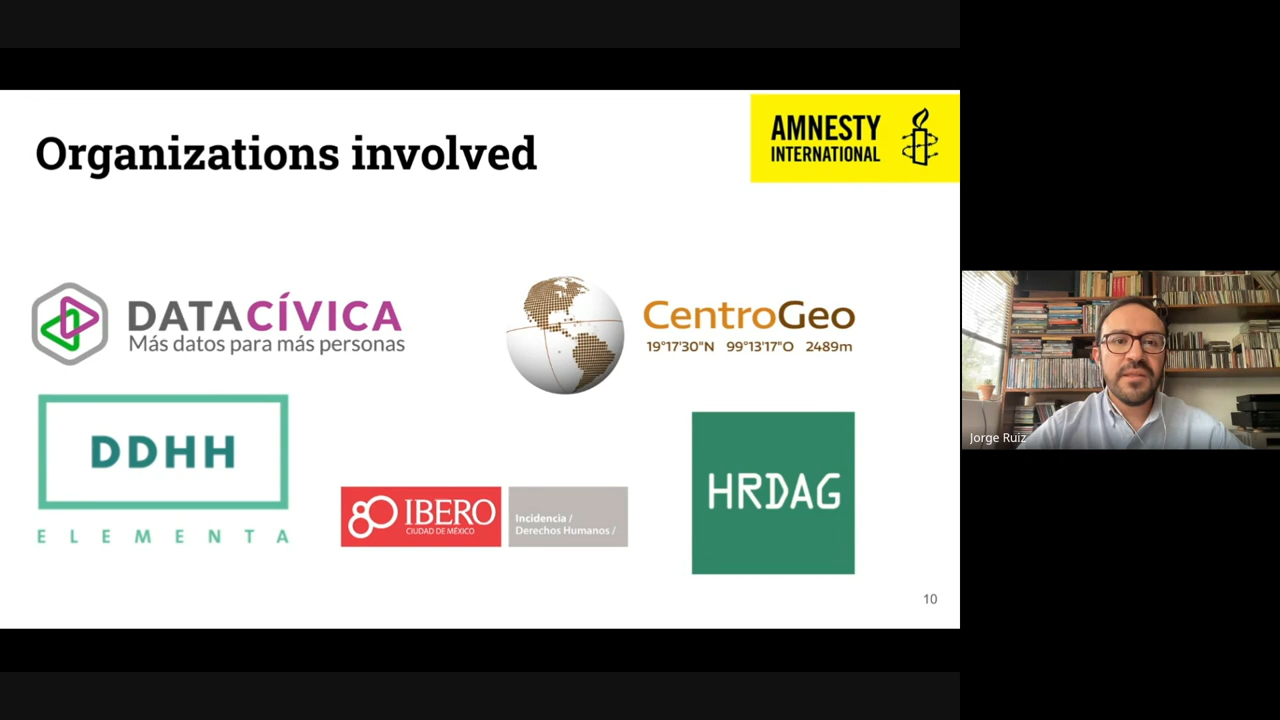 Organizations involved
AMNESTY
INTERNATIONAL
DATACÍVICA
Más datos para más personas
CentroGeo
19°17'30"N 99°13'17"O 2489m
DDHH
ELEMENTA
80 IBERO
CIUDAD DE MÉXICO
Incidencia /
Derechos Humanos /
HRDAG
10
Jorge Ruiz